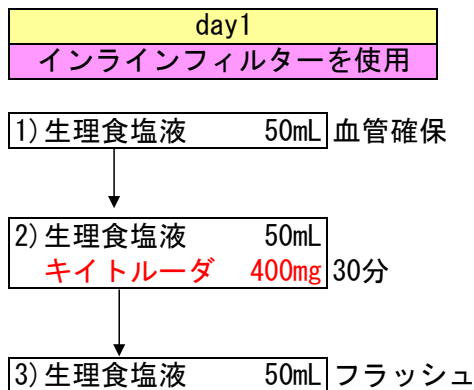 day1
インラインフィルターを使用
1)生理食塩液 50mL 血管確保
2)生理食塩液 50mL
キイトルーダ 400mg 30分
3)生理食塩液 50mL フラッシュ